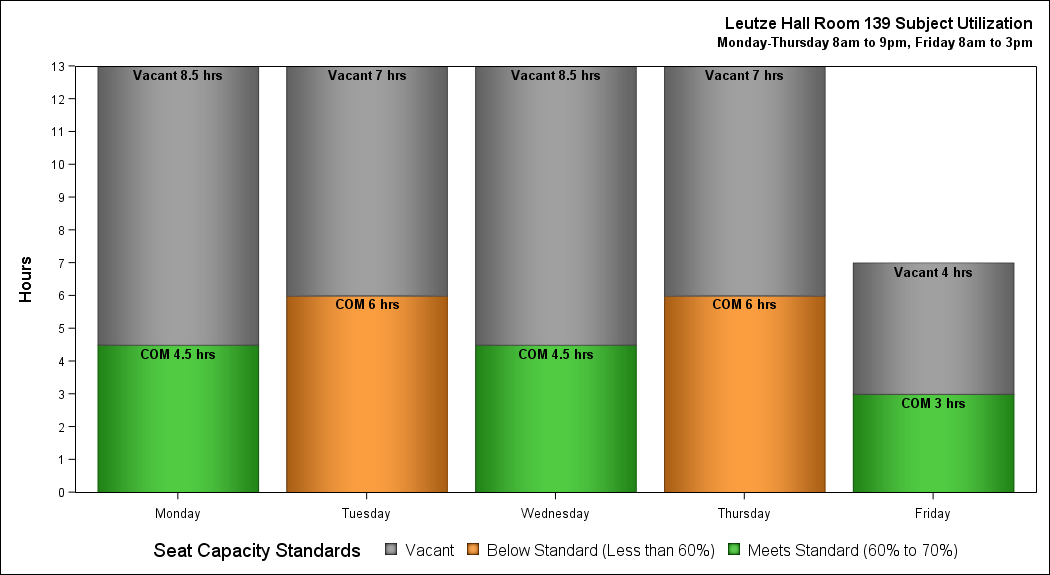 Leutze Hall Room 139 Subject Utilization
Monday-Thursday 8am to 9pm, Friday 8am to 3pm
Hours
13
12
11
10
9
8
7
6
5
4
3
2
1
0
Vacant 8.5 hrs
COM 4.5 hrs
Vacant 7 hrs
COM 6 hrs
Vacant 8.5 hrs
COM 4.5 hrs
Vacant 7 hrs
COM 6 hrs
Vacant 4 hrs
COM 3 hrs
Monday Tuesday Wednesday Thursday Friday
Seat Capacity Standards Vacant Below Standard (Less than 60%) Meets Standard (60% to 70%)